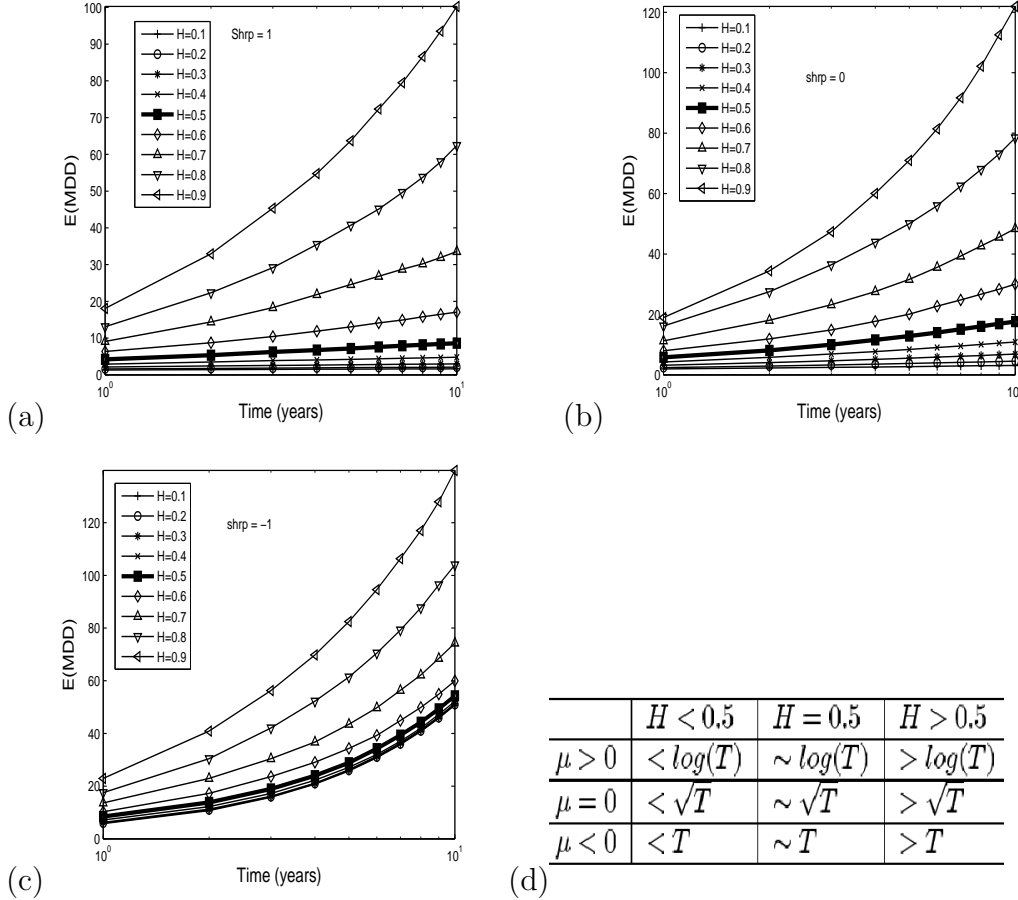 100
90
80
70
60
50
40
30
20
10
0
E(MDD)
H=0.1
H=0.2
H=0.3
H=0.4
H=0.5
H=0.6
H=0.7
H=0.8
H=0.9
Shrp = 1
10^0
10^1
Time (years)
(a)
120
100
80
60
40
20
0
E(MDD)
H=0.1
H=0.2
H=0.3
H=0.4
H=0.5
H=0.6
H=0.7
H=0.8
H=0.9
shrp = 0
10^0
10^1
Time (years)
(b)
120
100
80
60
40
20
0
E(MDD)
H=0.1
H=0.2
H=0.3
H=0.4
H=0.5
H=0.6
H=0.7
H=0.8
H=0.9
shrp = −1
10^0
10^1
Time (years)
(c)
H < 0.5 H = 0.5 H > 0.5
μ > 0 < log(T) ~ log(T) > log(T)
μ = 0 < √T ~ √T > √T
μ < 0 < T ~ T > T
(d)